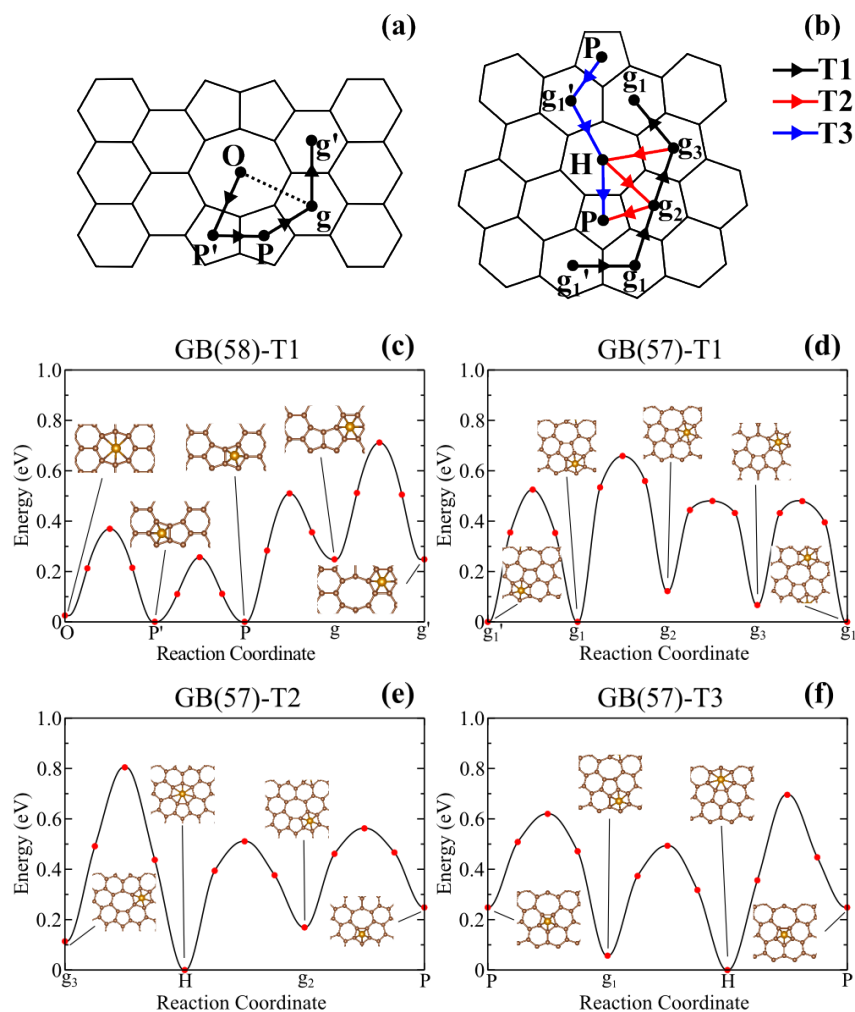 (a)
O
g'
g
P'
P
(b)
P
g₁'
g₁
g₃
H
P
g₂
g₁'
g₁
T1
T2
T3
GB(58)-T1
(c)
1.0
0.8
0.6
0.4
0.2
0
Energy (eV)
O
P'
P
g
g'
Reaction Coordinate
GB(57)-T1
(d)
1.0
0.8
0.6
0.4
0.2
0
Energy (eV)
g₁'
g₁
g₂
g₃
g₁
Reaction Coordinate
GB(57)-T2
(e)
1.0
0.8
0.6
0.4
0.2
0
Energy (eV)
g₃
H
g₂
P
Reaction Coordinate
GB(57)-T3
(f)
1.0
0.8
0.6
0.4
0.2
0
Energy (eV)
P
g₁
H
P
Reaction Coordinate